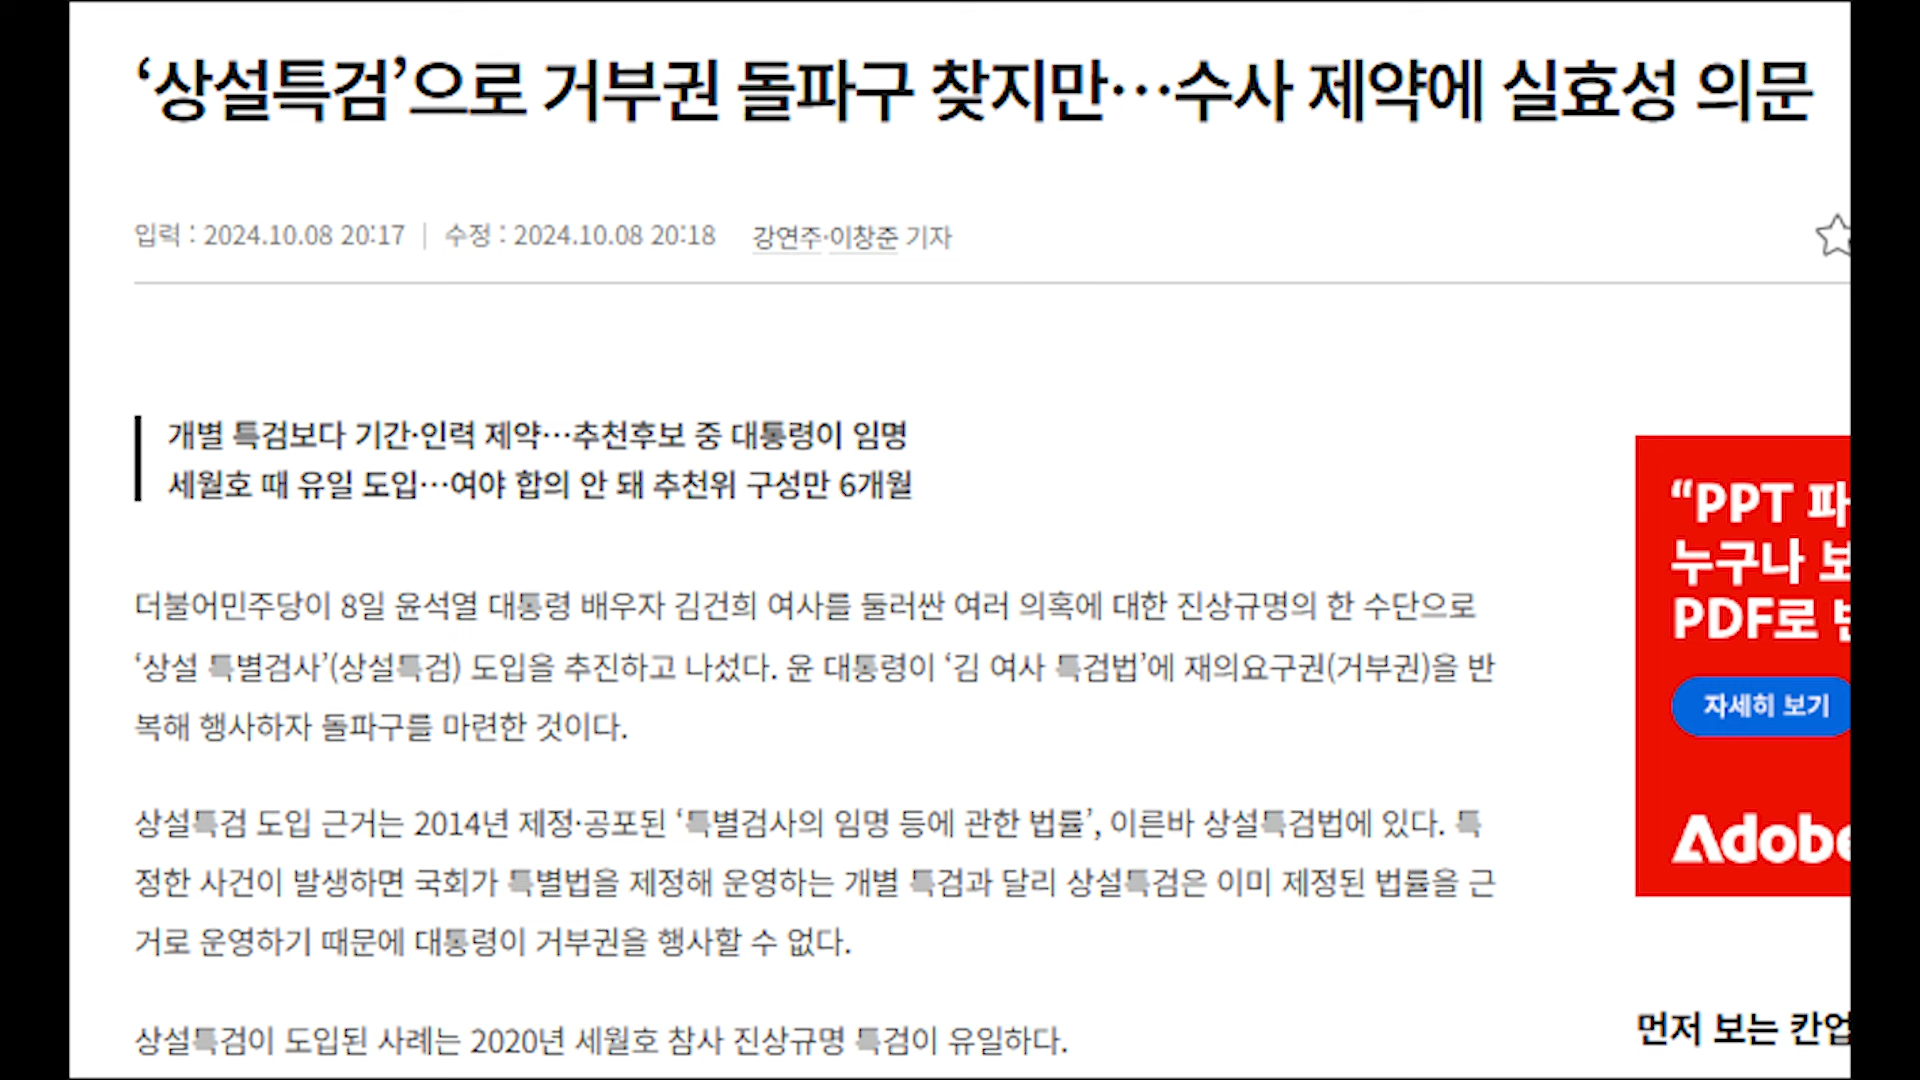 ‘상설특검’으로 거부권 돌파구 찾지만…수사 제약에 실효성 의문
입력 : 2024.10.08 20:17 | 수정 : 2024.10.08 20:18 강연주·이창준 기자
개별 특검보다 기간·인력 제약…추천후보 중 대통령이 임명
세월호 때 유일 도입…여야 합의 안 돼 추천위 구성만 6개월
더불어민주당이 8일 윤석열 대통령 배우자 김건희 여사를 둘러싼 여러 의혹에 대한 진상규명의 한 수단으로
‘상설 특별검사’(상설특검) 도입을 추진하고 나섰다. 윤 대통령이 ‘김 여사 특검법’에 재의요구권(거부권)을 반
복해 행사하자 돌파구를 마련한 것이다.
상설특검 도입 근거는 2014년 제정·공포된 ‘특별검사의 임명 등에 관한 법률’, 이른바 상설특검법에 있다. 특
정한 사건이 발생하면 국회가 특별법을 제정해 운영하는 개별 특검과 달리 상설특검은 이미 제정된 법률을 근
거로 운영하기 때문에 대통령이 거부권을 행사할 수 없다.
상설특검이 도입된 사례는 2020년 세월호 참사 진상규명 특검이 유일하다.
“PPT 파
누구나 보
PDF로
자세히 보기
Adobe
먼저 보는 칸업